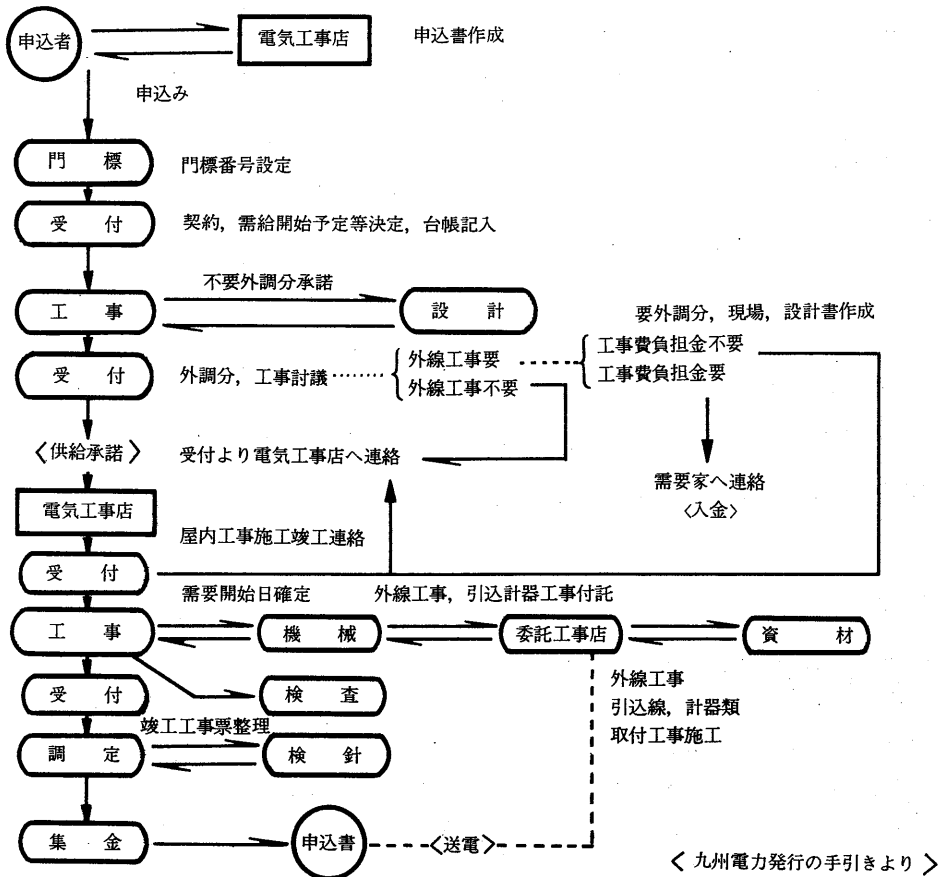 申込者
電気工事店
申込書作成
申込み
門標
門標番号設定
受付
契約，需給開始予定等決定，台帳記入
不要外調分承諾
工事
設計
要外調分，現場，設計書作成
受付
外調分，工事討議
外線工事要
外線工事不要
工事費負担金不要
工事費負担金要
〈供給承諾〉
受付より電気工事店へ連絡
需要家へ連絡
〈入金〉
電気工事店
屋内工事施工竣工連絡
受付
需要開始日確定
外線工事，引込計器工事付託
工事
機械
委託工事店
資材
受付
検査
外線工事
引込線，計器類
取付工事施工
竣工工事票整理
調定
検針
集金
申込書
〈送電〉
〈九州電力発行の手引きより〉